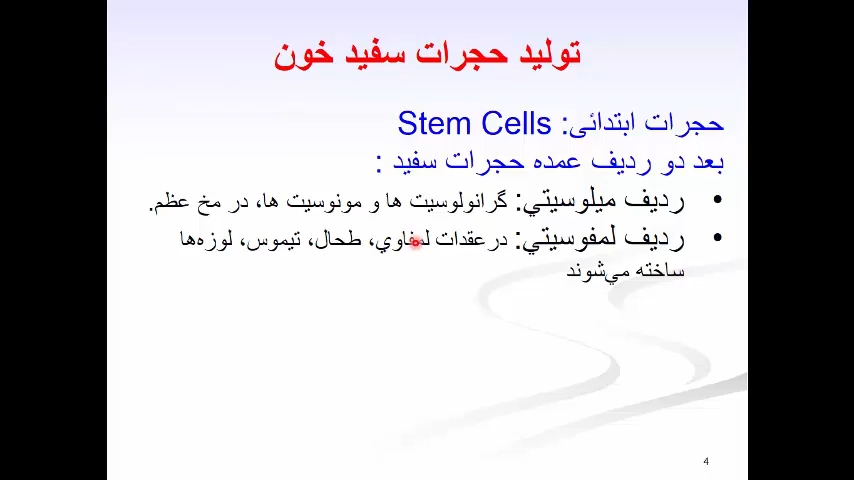 تولید حجرات سفید خون
حجرات ابتدائی: Stem Cells
بعد دو ردیف عمده حجرات سفید :
• ردیف میلوسیتي: گرانولوسیت ها و مونوسیت ها، در مخ عظم.
• ردیف لمفوسیتي: درعقدات لمفاوي، طحال، تیموس، لوزه‌ها
ساخته مي‌شوند
4